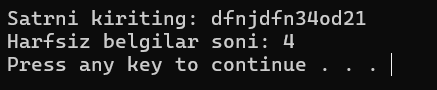 Satrni kiriting: dfnjdfn34od21
Harfsiz belgilar soni: 4
Press any key to continue . . .